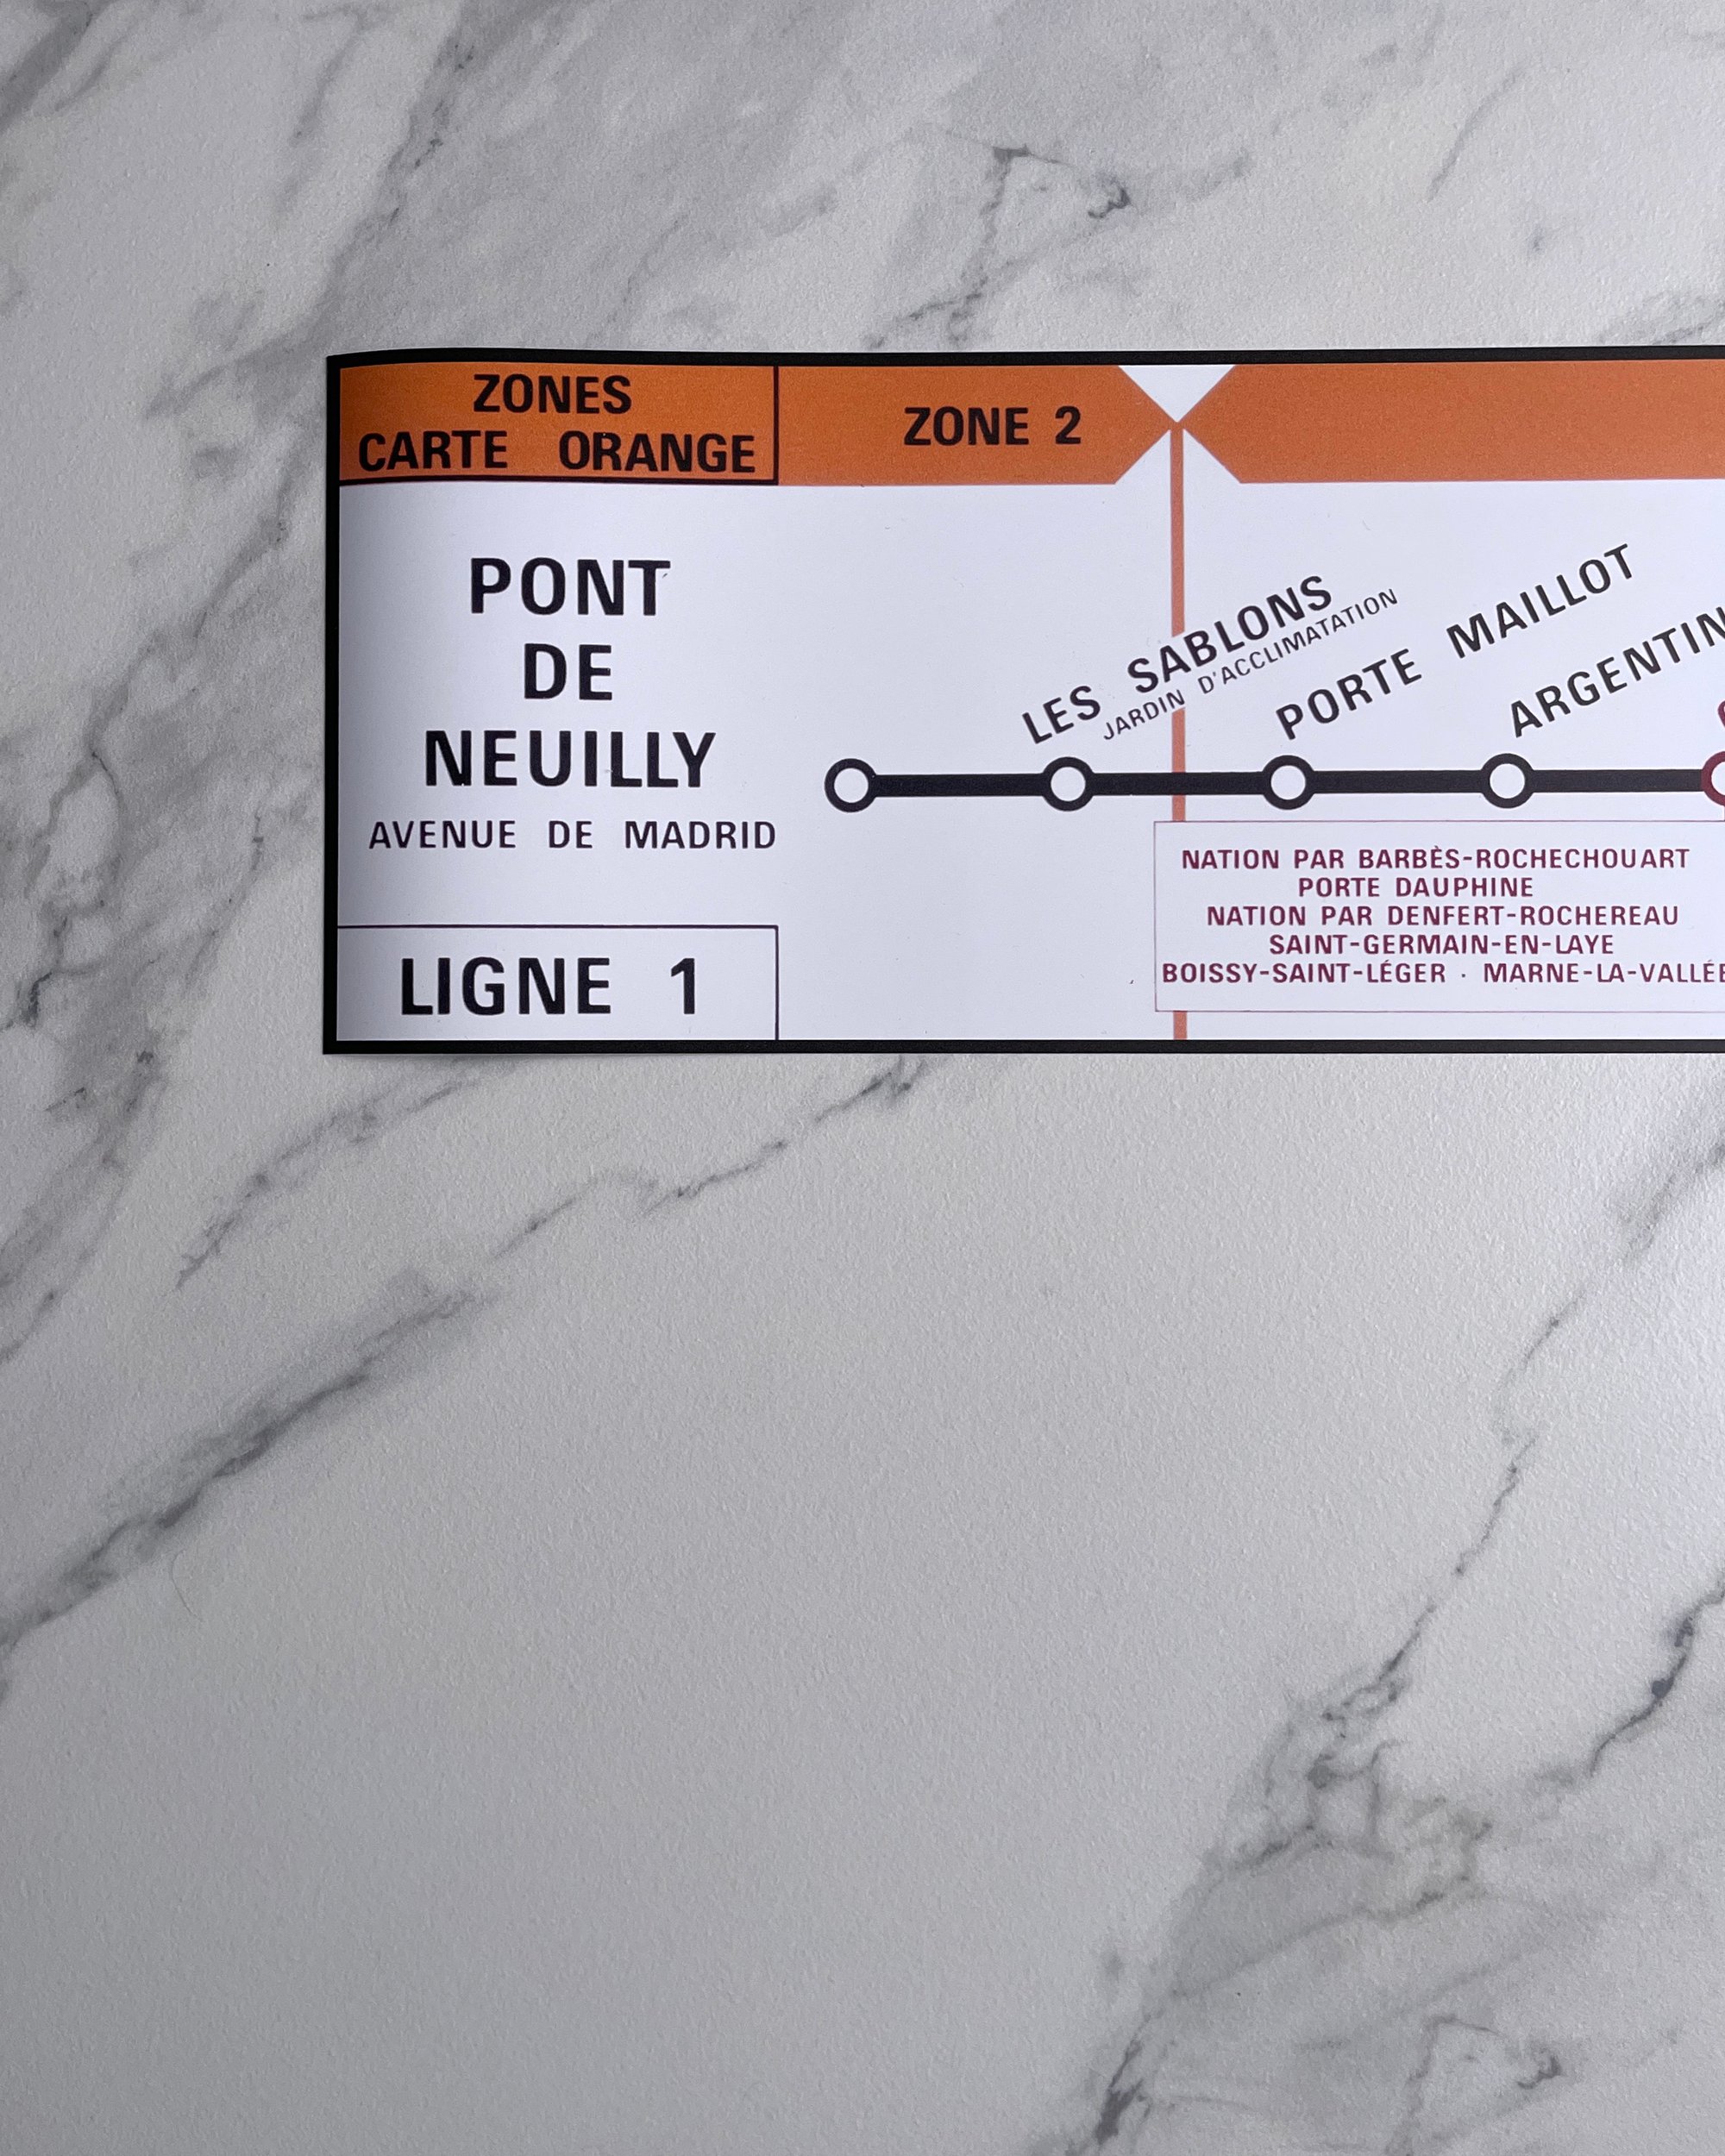 ZONES
CARTE ORANGE
ZONE 2
PONT
DE
NEUILLY
AVENUE DE MADRID
LIGNE 1
LES SABLONS
JARDIN D'ACCLIMATATION
PORTE MAILLOT
ARGENTIN
NATION PAR BARBÈS-ROCHECHOUART
PORTE DAUPHINE
NATION PAR DENFERT-ROCHEREAU
SAINT-GERMAIN-EN-LAYE
BOISSY-SAINT-LÉGER · MARNE-LA-VALLÉE